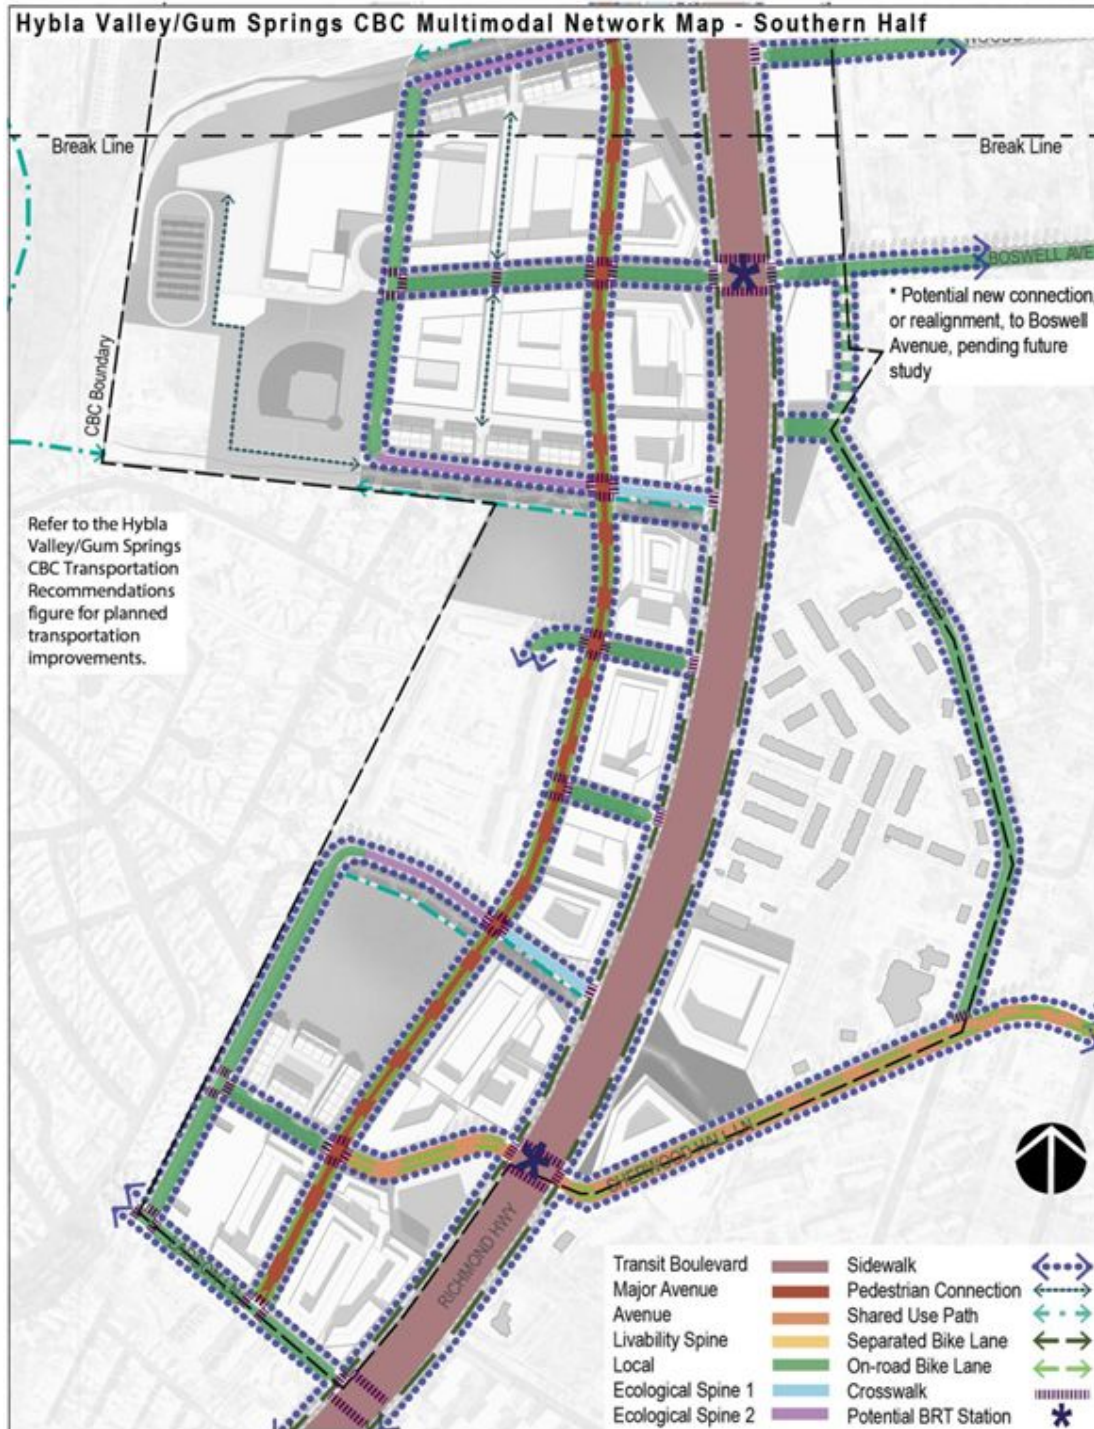 Hybla Valley/Gum Springs CBC Multimodal Network Map - Southern Half
Break Line
Break Line
BOSWELL AVE
* Potential new connection,
or realignment, to Boswell
Avenue, pending future
study
CBC Boundary
Refer to the Hybla
Valley/Gum Springs
CBC Transportation
Recommendations
figure for planned
transportation
improvements.
SHERWOOD HALL LN
RICHMOND HWY
Transit Boulevard
Major Avenue
Avenue
Livability Spine
Local
Ecological Spine 1
Ecological Spine 2
Sidewalk
Pedestrian Connection
Shared Use Path
Separated Bike Lane
On-road Bike Lane
Crosswalk
Potential BRT Station